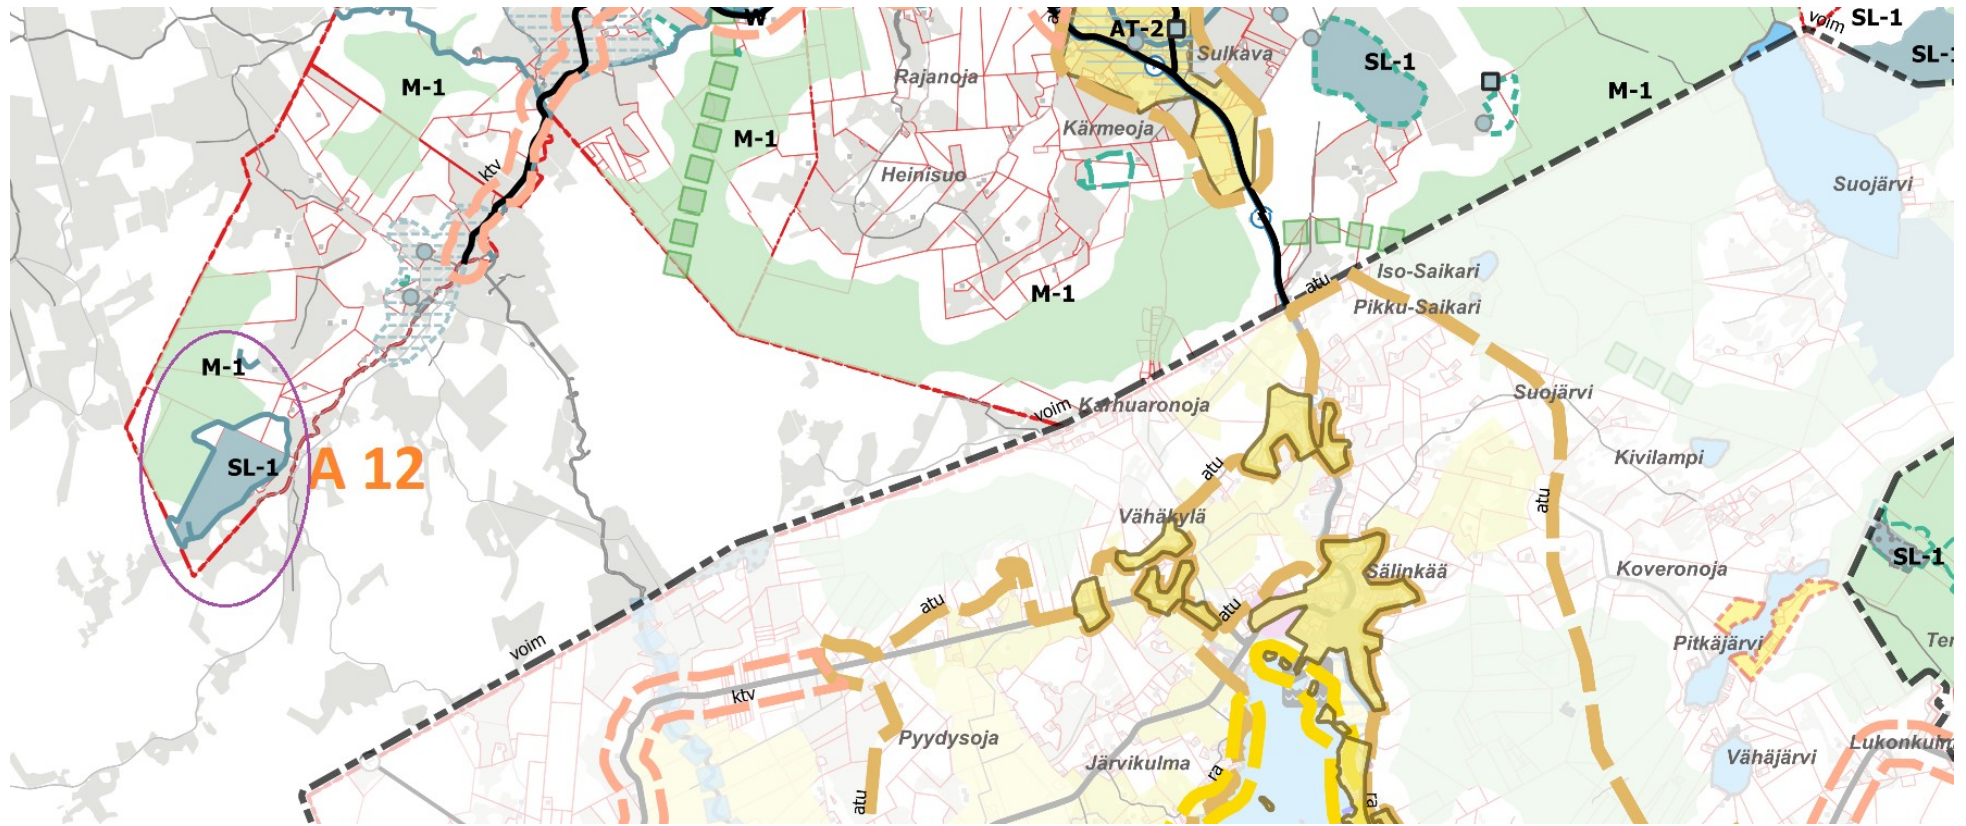 SL-1
voim
AT-2
Sulkava
SL-1
SL-1
M-1
Rajanoja
M-1
M-1
Kärmeoja
ktv
Heinisuo
Suojärvi
atu
Iso-Saikari
Pikku-Saikari
M-1
M-1
voim
Karhuaronoja
Suojärvi
SL-1
A 12
atu
Kivilampi
atu
Vähäkylä
SL-1
Sälinkää
Koveronoja
atu
atu
voim
Pitkäjärvi
ktv
Pyydysoja
Järvikulma
ra
Vähäjärvi
atu
ra